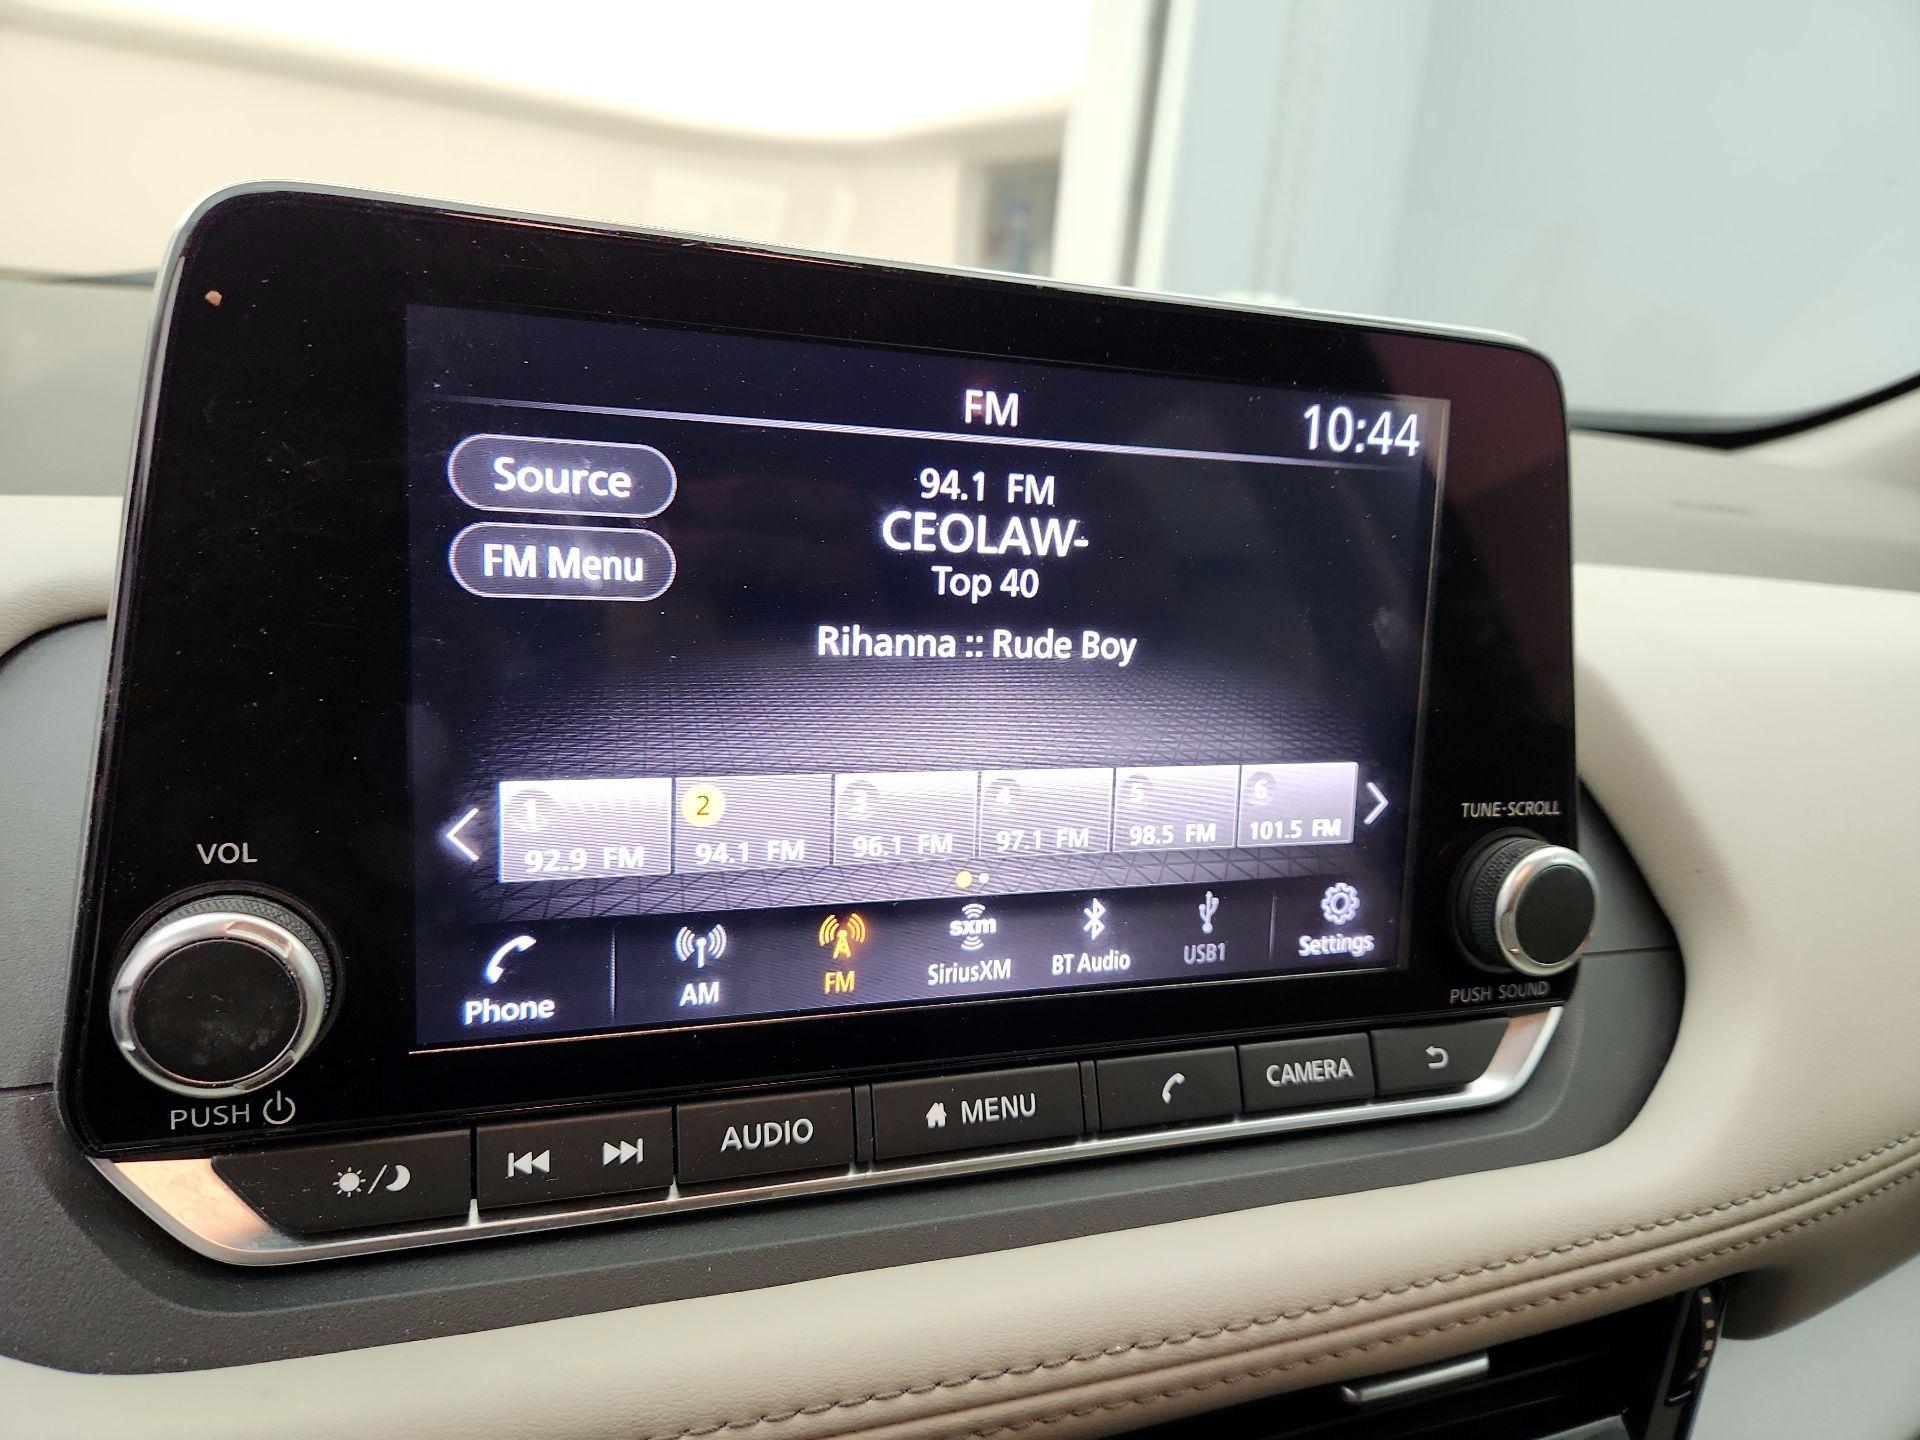 FM
10:44
Source
94.1 FM
CEOLAW-
FM Menu
Top 40
Rihanna :: Rude Boy
1
2
3
4
5
6
92.9 FM
94.1 FM
96.1 FM
97.1 FM
98.5 FM
101.5 FM
Phone
AM
FM
sxm
SiriusXM
BT Audio
USB1
Settings
VOL
PUSH
TUNE·SCROLL
PUSH SOUND
AUDIO
MENU
CAMERA